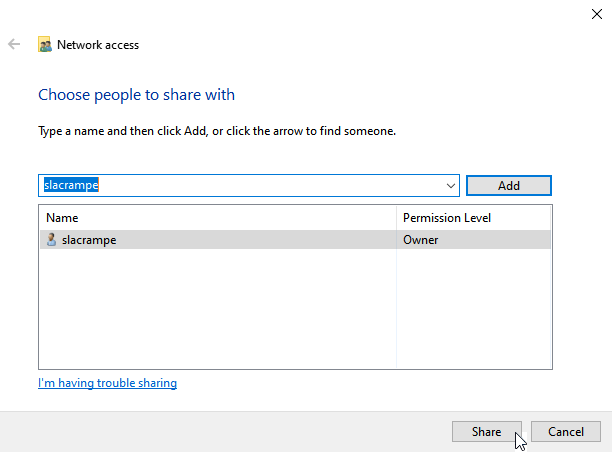 Network access
Choose people to share with
Type a name and then click Add, or click the arrow to find someone.
slacrampe Add
Name Permission Level
slacrampe Owner
I'm having trouble sharing
Share Cancel